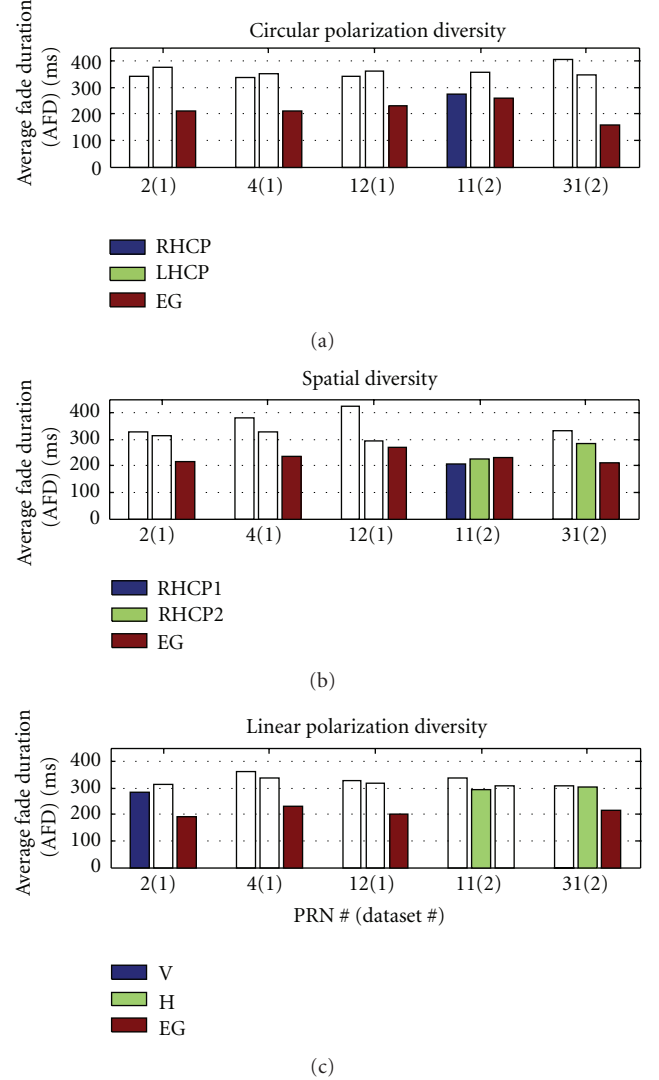 Circular polarization diversity
Average fade duration
(AFD) (ms)
400
300
200
100
0
2(1) 4(1) 12(1) 11(2) 31(2)
RHCP
LHCP
EG
(a)
Spatial diversity
Average fade duration
(AFD) (ms)
400
300
200
100
0
2(1) 4(1) 12(1) 11(2) 31(2)
RHCP1
RHCP2
EG
(b)
Linear polarization diversity
Average fade duration
(AFD) (ms)
400
300
200
100
0
2(1) 4(1) 12(1) 11(2) 31(2)
PRN # (dataset #)
V
H
EG
(c)